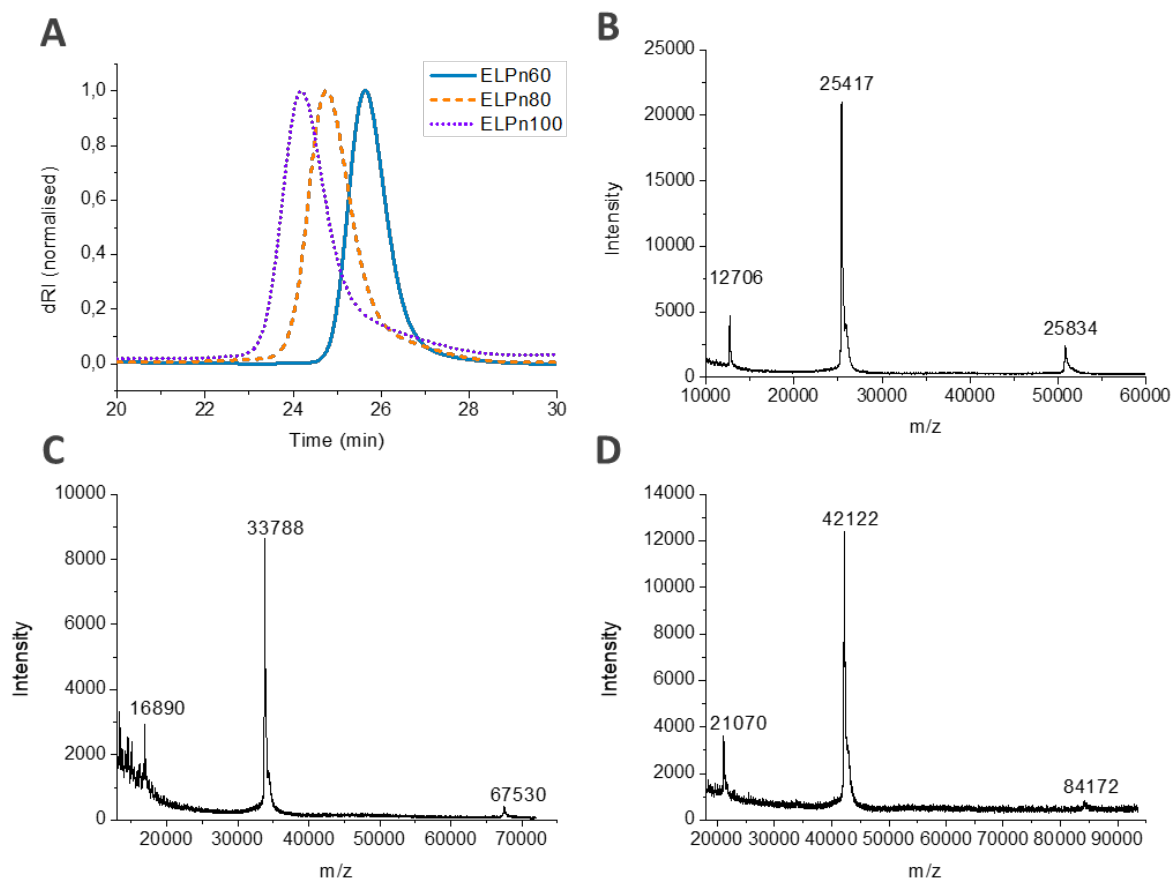 A
ELPn60
ELPn80
ELPn100
1,0
0,8
0,6
0,4
0,2
0,0
dRI (normalised)
20 22 24 26 28 30
Time (min)
B
25000
20000
15000
10000
5000
0
Intensity
12706
25417
25834
10000 20000 30000 40000 50000 60000
m/z
C
10000
8000
6000
4000
2000
0
Intensity
16890
33788
67530
20000 30000 40000 50000 60000 70000
m/z
D
14000
12000
10000
8000
6000
4000
2000
0
Intensity
21070
42122
84172
20000 30000 40000 50000 60000 70000 80000 90000
m/z